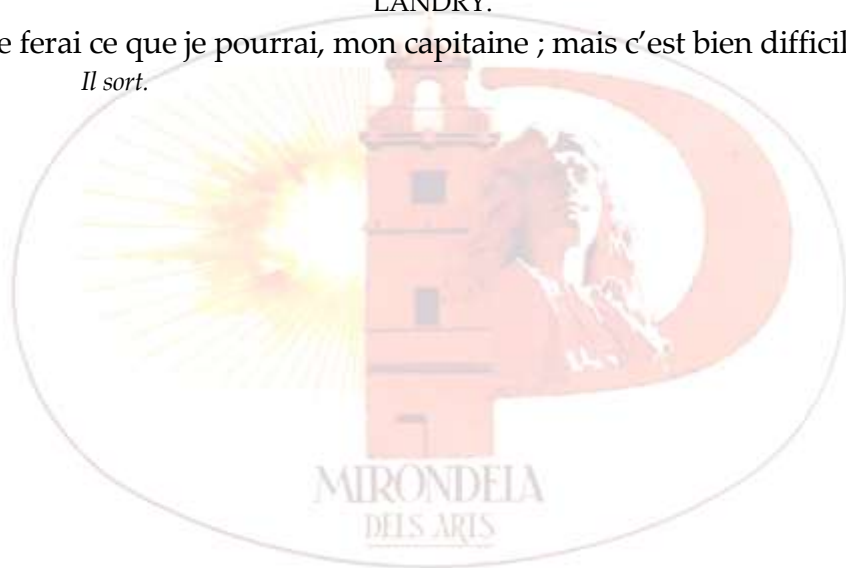 LANDRY.
e ferai ce que je pourrai, mon capitaine ; mais c’est bien difficil
Il sort.
MIRONDELA
DELS ARTS